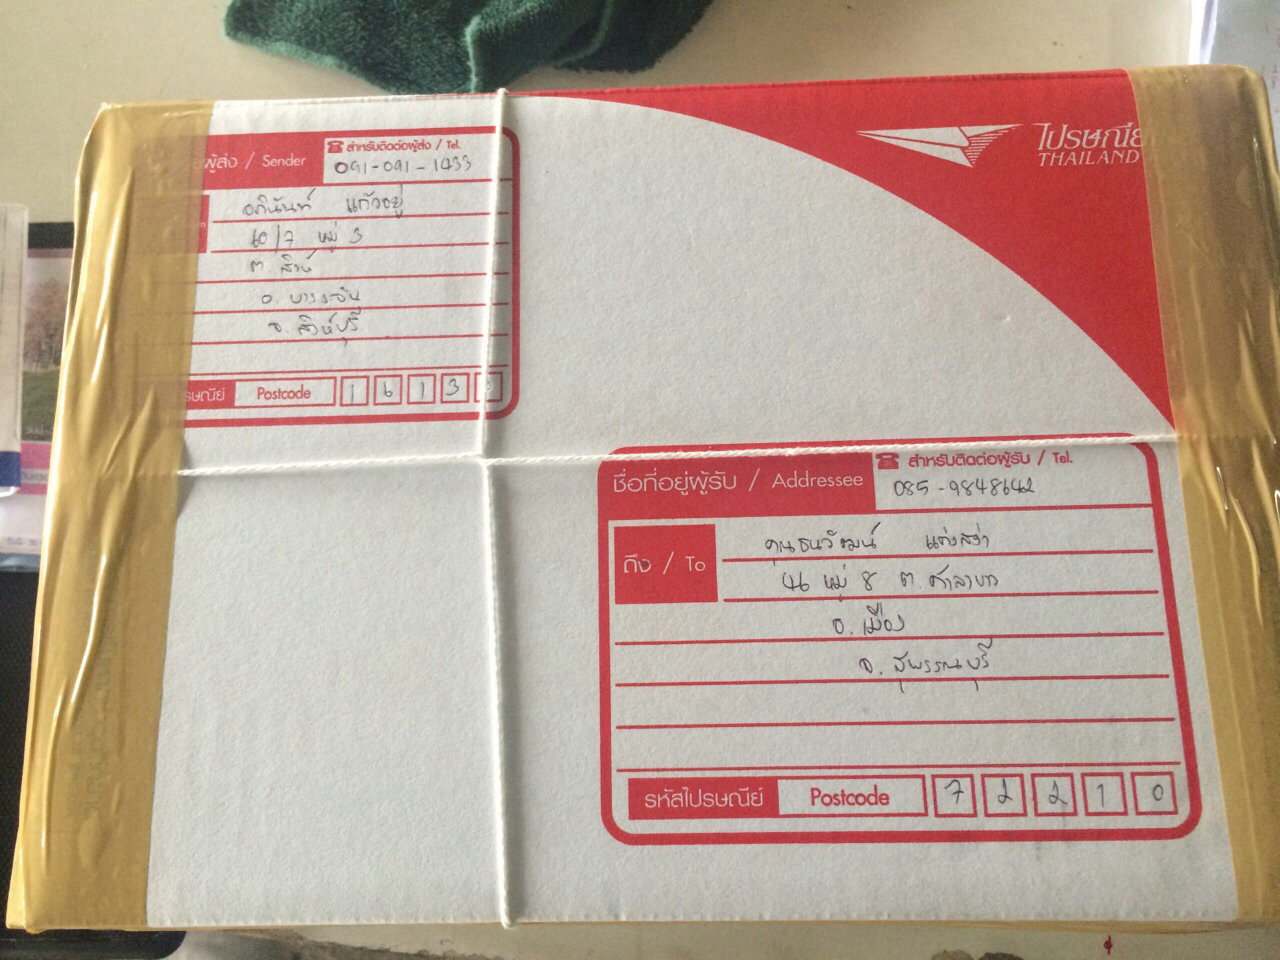 ผู้ส่ง / Sender
สำหรับติดต่อผู้ส่ง / Tel.
091-091-1433
อภินันท์ แก้วอยู่
60/7 หมู่ 3
ต. สิงห์
อ. บางระจัน
จ. สิงห์บุรี
Postcode 1 6 1 3 0
ไปรษณีย์
THAILAND
ชื่อที่อยู่ผู้รับ / Addressee
สำหรับติดต่อผู้รับ / Tel.
085-9848642
ถึง / To
คุณธนวัฒน์
หมู่ 8 ต. ศาลาขาว
อ. เมือง
จ. สุพรรณบุรี
รหัสไปรษณีย์ Postcode 7 2 2 1 0